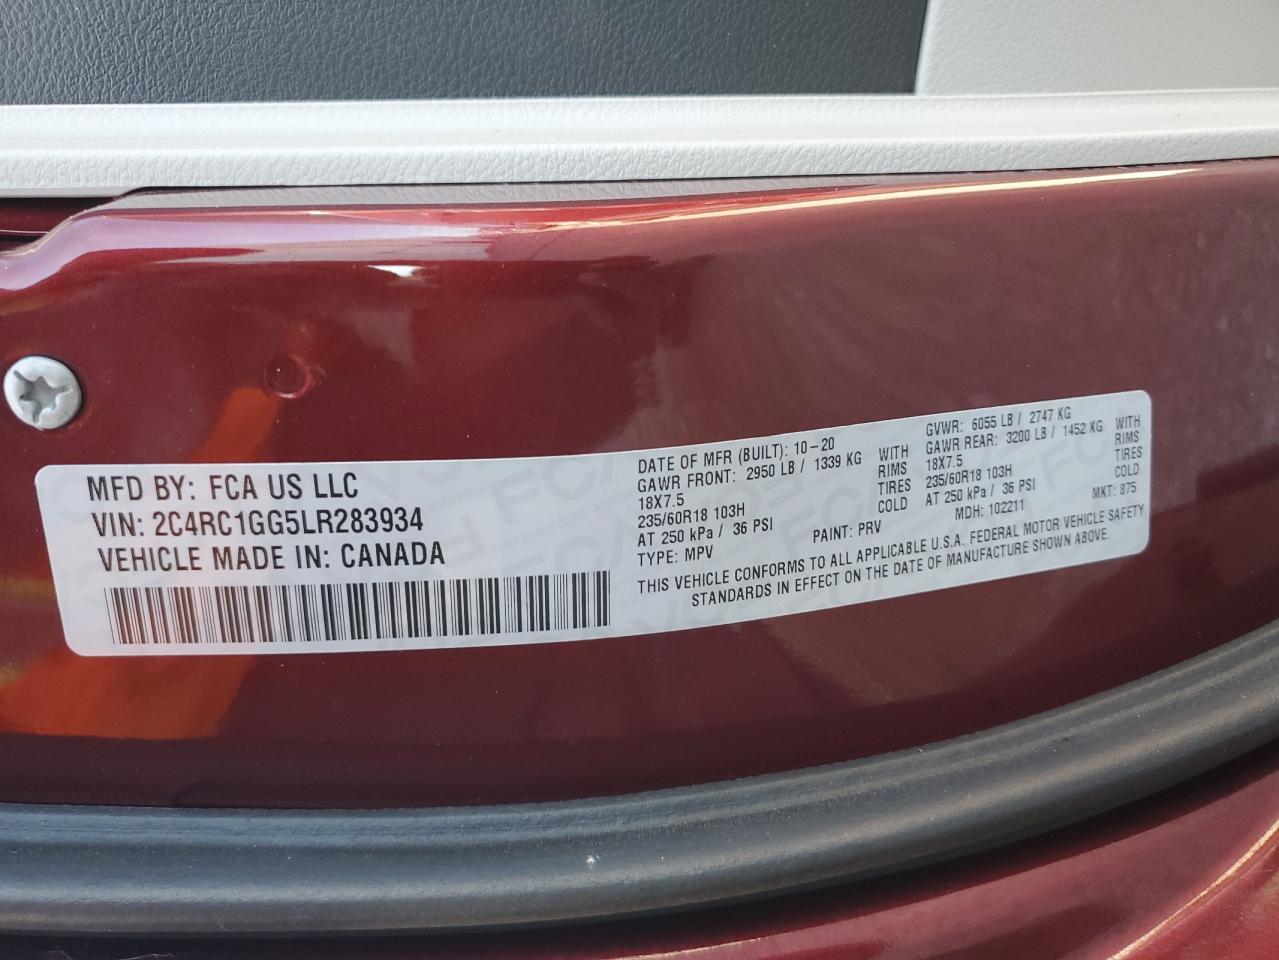 MFD BY: FCA US LLC
VIN: 2C4RC1GG5LR283934
VEHICLE MADE IN: CANADA
DATE OF MFR (BUILT): 10-20
GAWR FRONT: 2950 LB / 1339 KG WITH
18X7.5 RIMS
235/60R18 103H TIRES
AT 250 kPa / 36 PSI COLD
TYPE: MPV PAINT: PRV
GVWR: 6055 LB / 2747 KG
GAWR REAR: 3200 LB / 1452 KG WITH
18X7.5 RIMS
235/60R18 103H TIRES
AT 250 kPa / 36 PSI COLD
MDH: 102211 MKT: 875
THIS VEHICLE CONFORMS TO ALL APPLICABLE U.S.A. FEDERAL MOTOR VEHICLE SAFETY
STANDARDS IN EFFECT ON THE DATE OF MANUFACTURE SHOWN ABOVE.